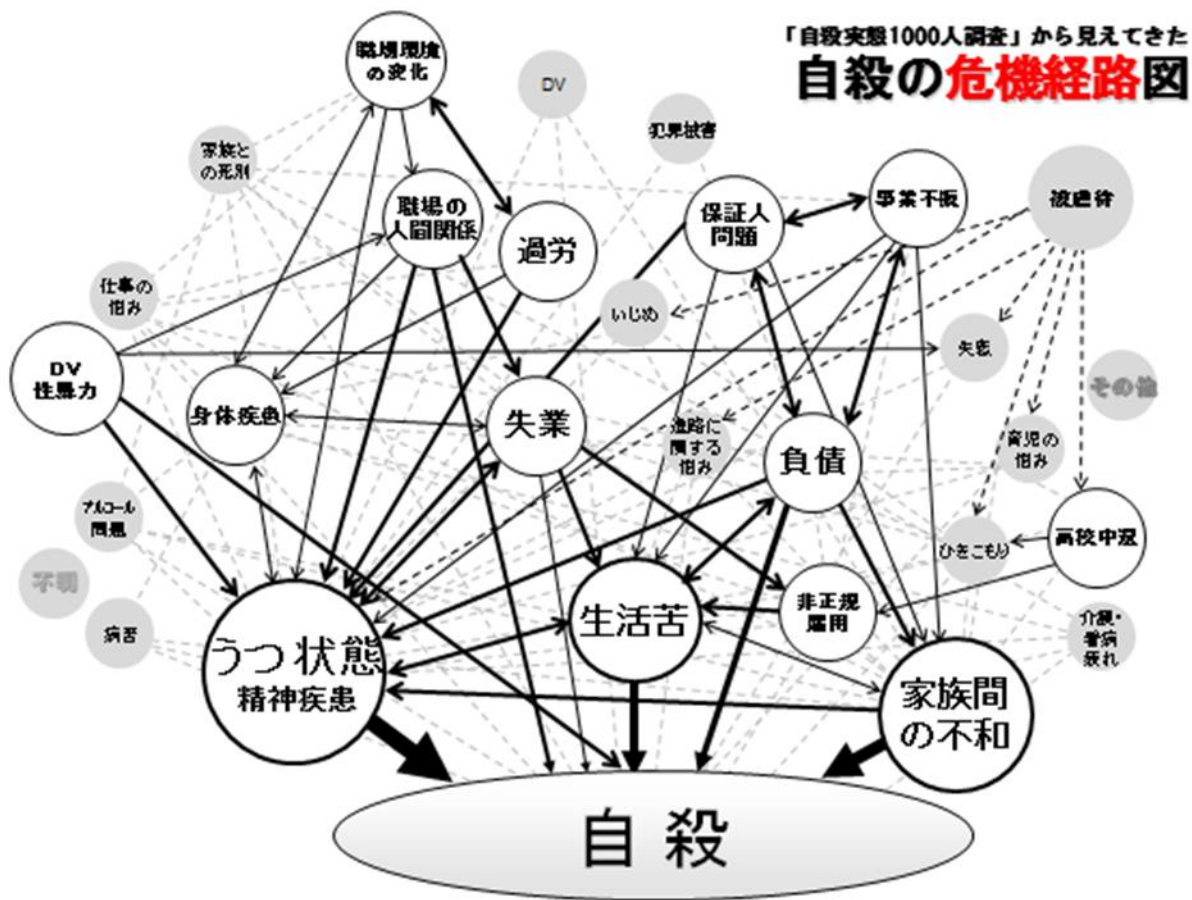 「自殺実態1000人調査」から見えてきた
自殺の危機経路図
職場環境
の変化
DV
犯罪被害
家族と
の死別
職場の
人間関係
過労
保証人
問題
事業不振
被虐待
仕事の
悩み
いじめ
失恋
DV
性暴力
その他
身体疾患
失業
進路に
関する
悩み
負債
育児の
悩み
アルコール
問題
ひきこもり
高校中退
不明
病苦
うつ状態
精神疾患
生活苦
非正規
雇用
介護・
看病
疲れ
家族間
の不和
自殺